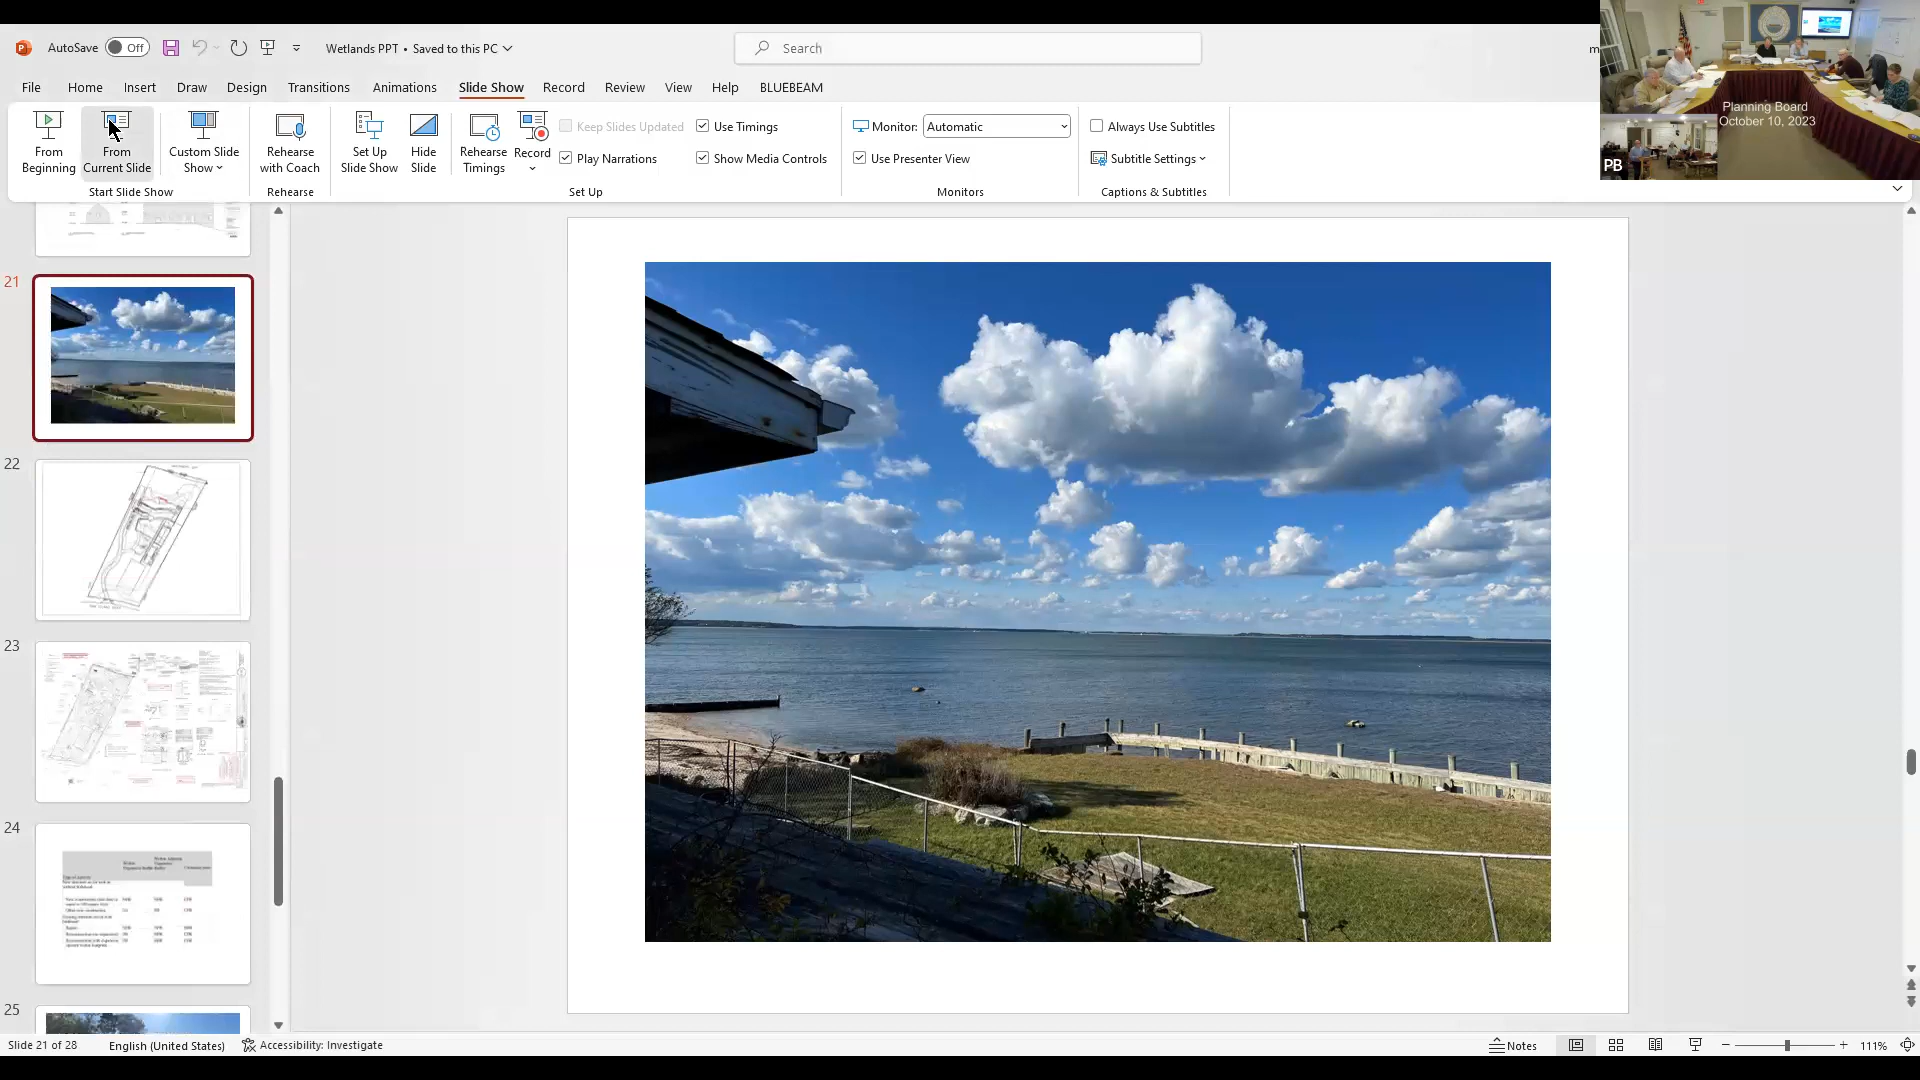 AutoSave Off Wetlands PPT • Saved to this PC Search
File Home Insert Draw Design Transitions Animations Slide Show Record Review View Help BLUEBEAM
From Beginning
From Current Slide
Custom Slide Show
Start Slide Show
Rehearse with Coach
Rehearse
Set Up Slide Show
Hide Slide
Rehearse Timings
Record
Keep Slides Updated
Play Narrations
Use Timings
Show Media Controls
Set Up
Monitor: Automatic
Use Presenter View
Monitors
Always Use Subtitles
Subtitle Settings
Captions & Subtitles
Planning Board
October 10, 2023
PB
21
22
23
24
25
Slide 21 of 28 English (United States) Accessibility: Investigate Notes 111%